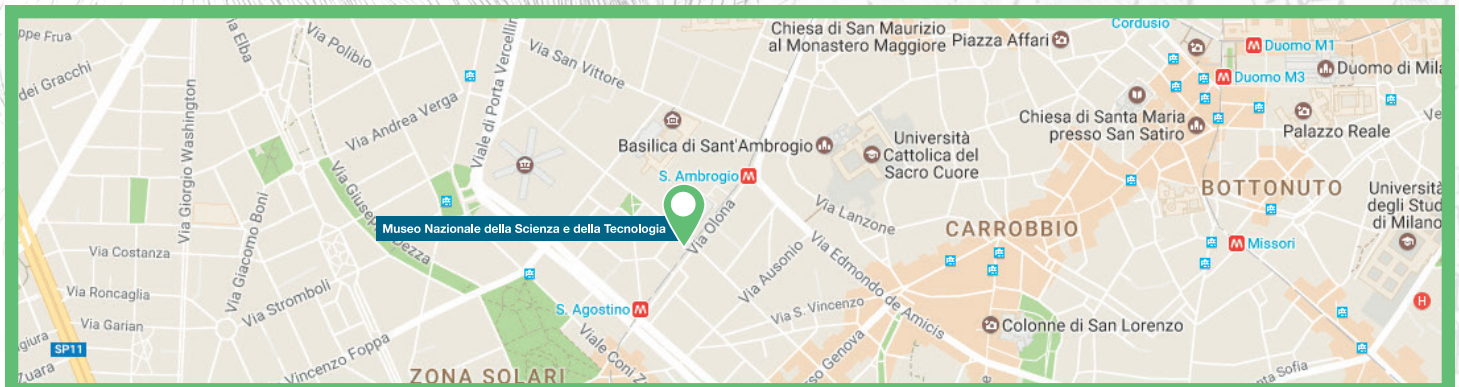 Cordusio
Chiesa di San Maurizio
al Monastero Maggiore
Piazza Affari
Duomo M1
Duomo M3
Via Elba
Via Polibio
Via San Vittore
dei Gracchi
Via Giorgio Washington
Via Andrea Verga
Basilica di Sant'Ambrogio
Università
Cattolica del
Sacro Cuore
Chiesa di Santa Maria
presso San Satiro
Palazzo Reale
S. Ambrogio
BOTTONUTO
Università
degli Stud
di Milano
Museo Nazionale della Scienza e della Tecnologia
Via Olona
Via Lanzone
CARROBBIO
Missori
Via Costanza
Via Giacomo Boni
Via Ausonio
Via Edmondo de Amicis
Via Roncaglia
Via Stromboli
S. Agostino
Via S. Vincenzo
H
Via Garian
Colonne di San Lorenzo
SP11
Vincenzo Foppa
Viale Coni Z
so Genova
nta Sofia
ZONA SOLARI